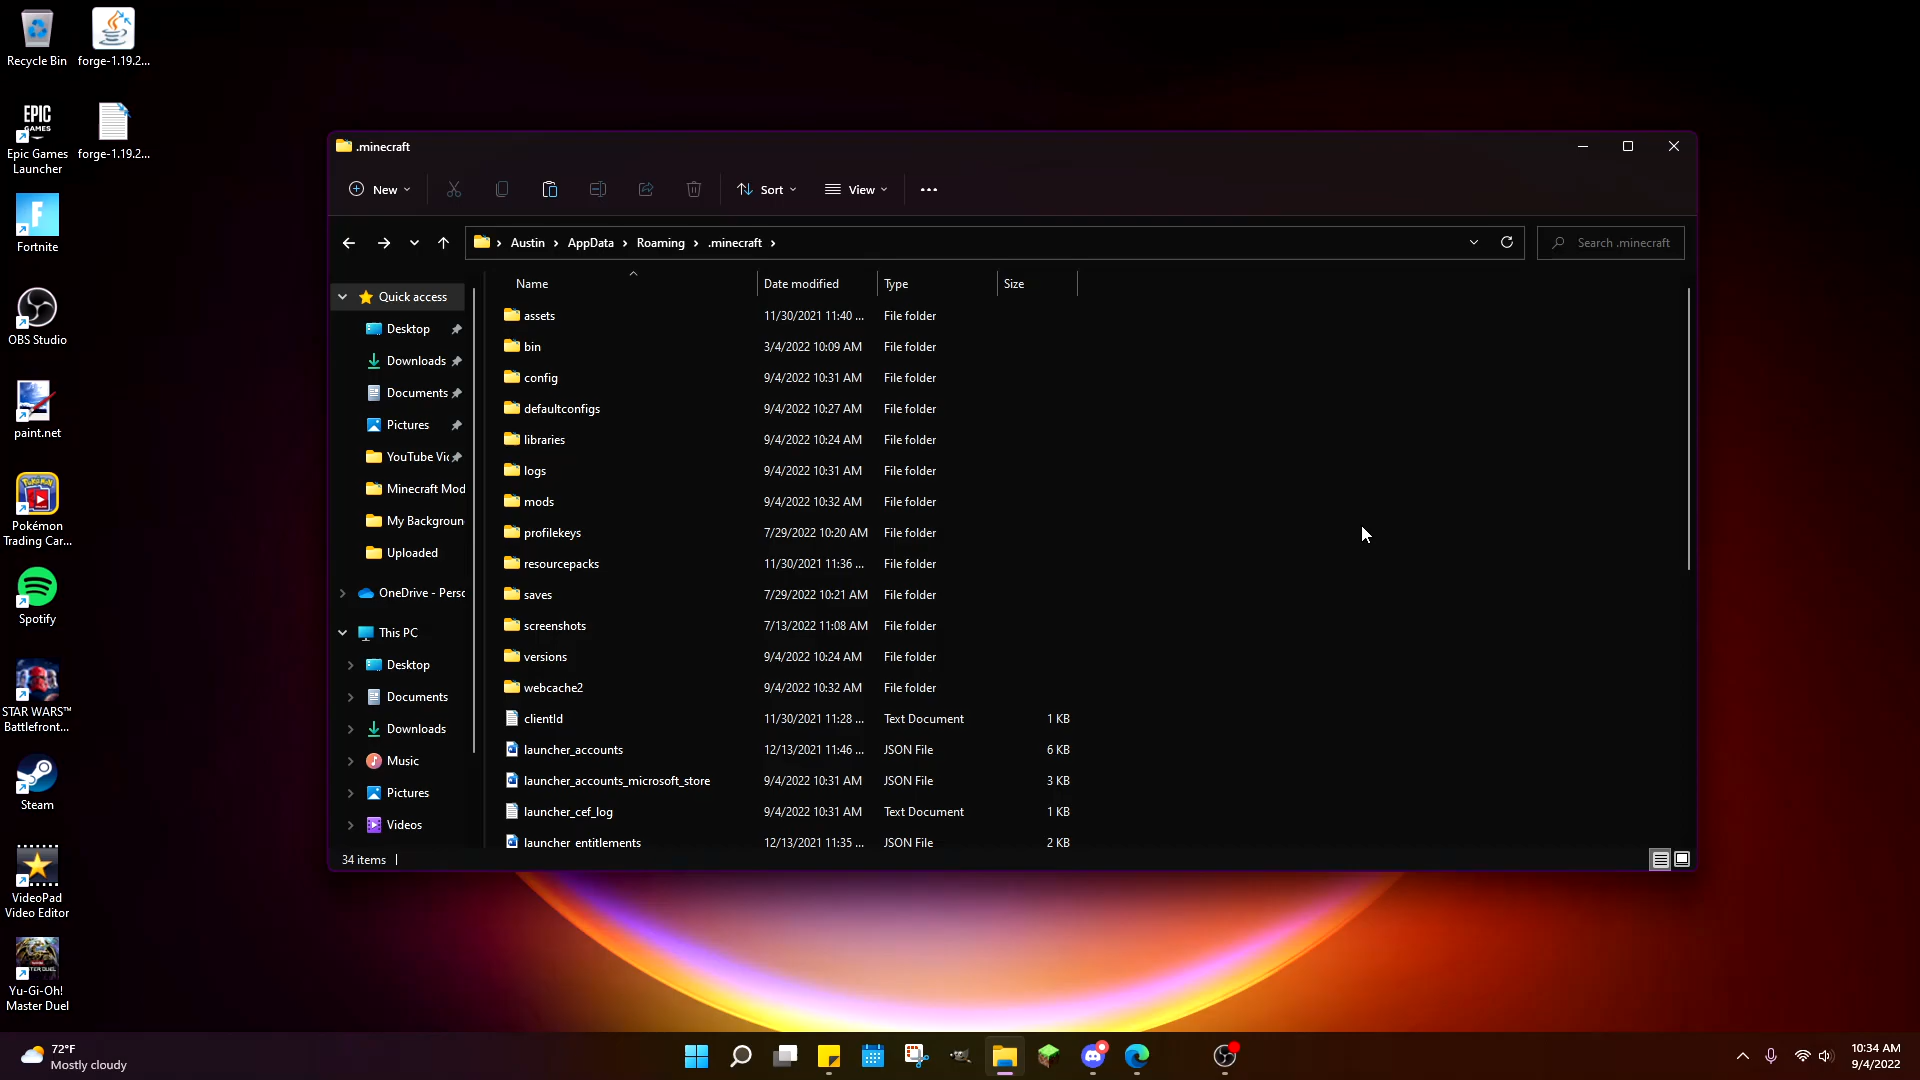 Recycle Bin
forge-1.19.2...
EPIC
GAMES
Epic Games
Launcher
forge-1.19.2...
Fortnite
OBS Studio
paint.net
Pokémon
Trading Car...
Spotify
STAR WARS™
Battlefront...
Steam
VideoPad
Video Editor
Yu-Gi-Oh!
Master Duel
.minecraft
New
Sort
View
Austin
AppData
Roaming
.minecraft
Search .minecraft
Quick access
Desktop
Downloads
Documents
Pictures
YouTube Vi
Minecraft Mod
My Backgroun
Uploaded
OneDrive - Perso
This PC
Desktop
Documents
Downloads
Music
Pictures
Videos
Name Date modified Type Size
assets 11/30/2021 11:40 ... File folder
bin 3/4/2022 10:09 AM File folder
config 9/4/2022 10:31 AM File folder
defaultconfigs 9/4/2022 10:27 AM File folder
libraries 9/4/2022 10:24 AM File folder
logs 9/4/2022 10:31 AM File folder
mods 9/4/2022 10:32 AM File folder
profilekeys 7/29/2022 10:20 AM File folder
resourcepacks 11/30/2021 11:36 ... File folder
saves 7/29/2022 10:21 AM File folder
screenshots 7/13/2022 11:08 AM File folder
versions 9/4/2022 10:24 AM File folder
webcache2 9/4/2022 10:32 AM File folder
clientId 11/30/2021 11:28 ... Text Document 1 KB
launcher_accounts 12/13/2021 11:46 ... JSON File 6 KB
launcher_accounts_microsoft_store 9/4/2022 10:31 AM JSON File 3 KB
launcher_cef_log 9/4/2022 10:31 AM Text Document 1 KB
launcher_entitlements 12/13/2021 11:35 ... JSON File 2 KB
34 items
72°F
Mostly cloudy
10:34 AM
9/4/2022